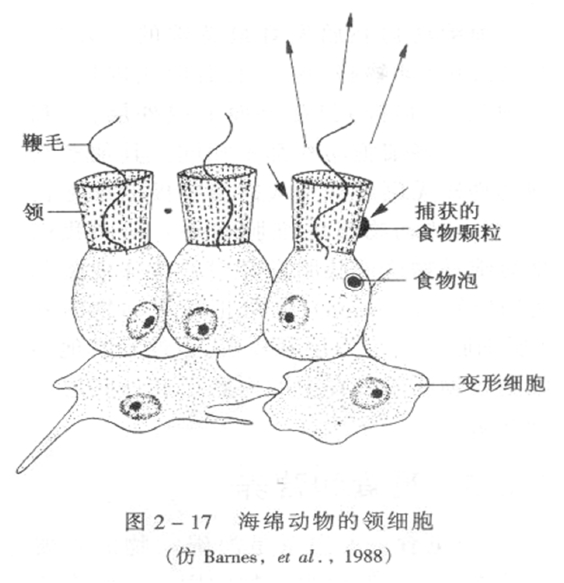 鞭毛
领
捕获的
食物颗粒
食物泡
变形细胞
图 2-17 海绵动物的领细胞
(仿 Barnes, et al., 1988)